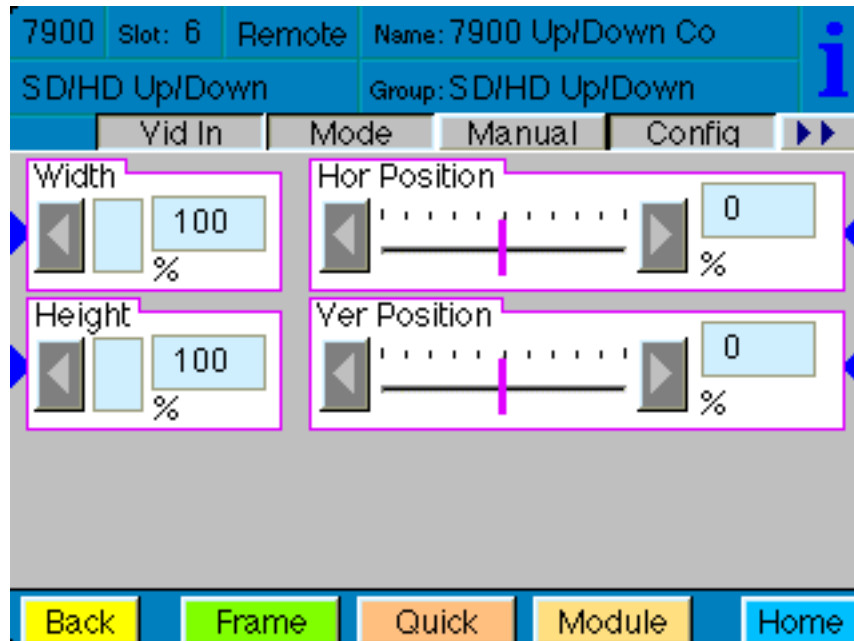 7900 Slot: 6 Remote Name: 7900 Up/Down Co i
SD/HD Up/Down Group: SD/HD Up/Down
Vid In Mode Manual Config
Width Hor Position
100 0
% %
Height Ver Position
100 0
% %
Back Frame Quick Module Home